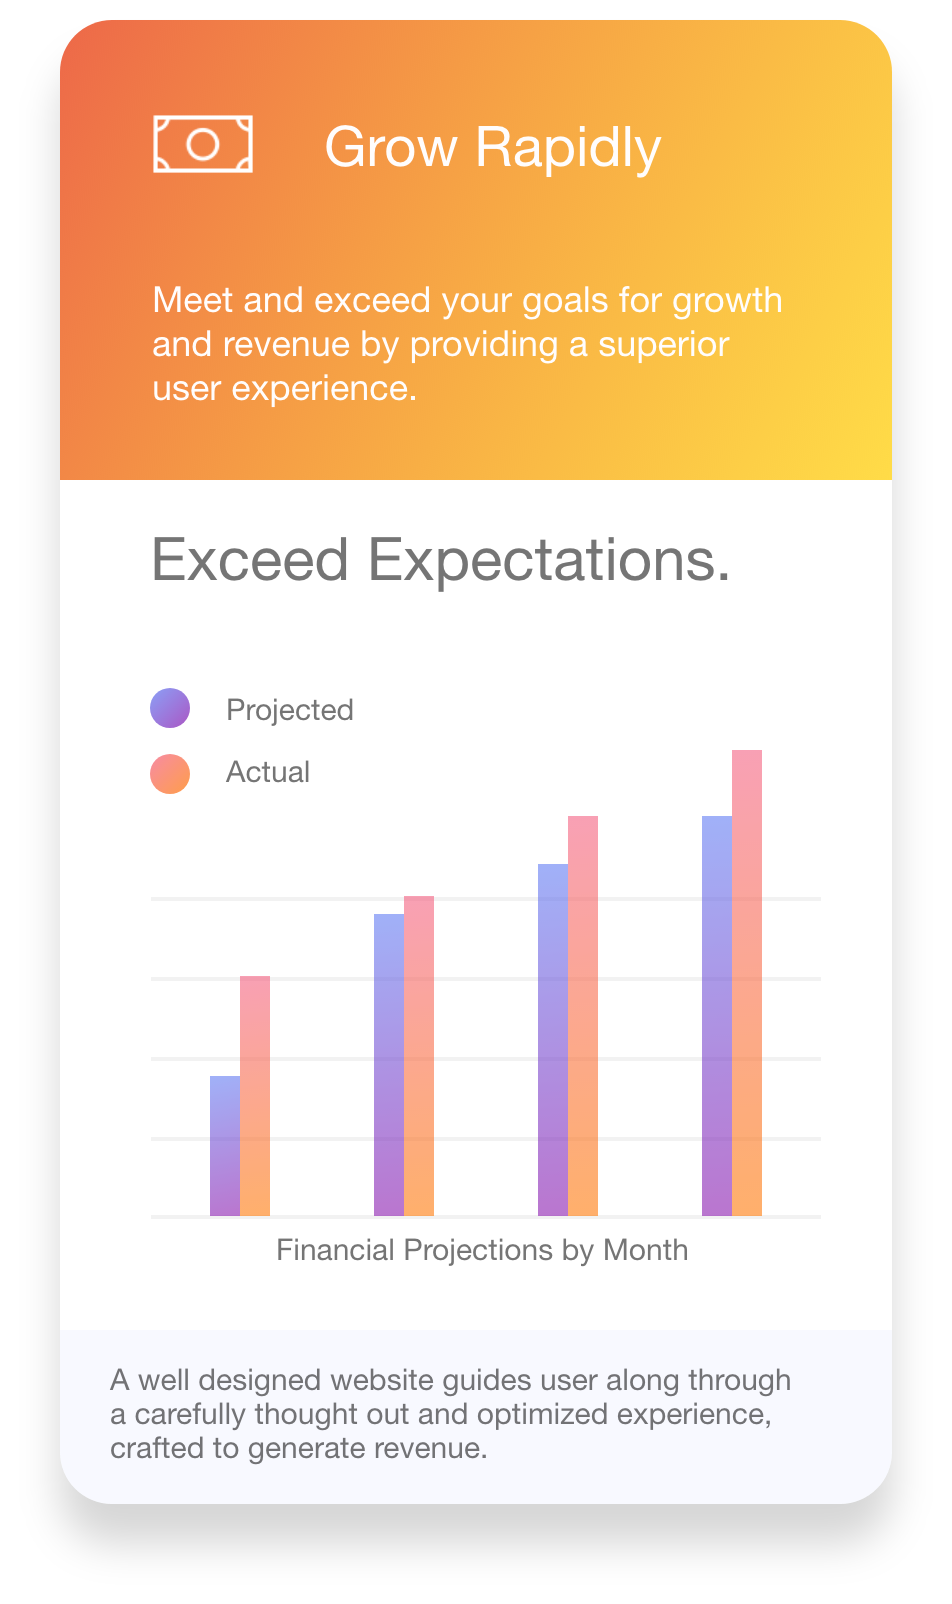 Grow Rapidly
Meet and exceed your goals for growth
and revenue by providing a superior
user experience.
Exceed Expectations.
Projected
Actual
Financial Projections by Month
A well designed website guides user along through
a carefully thought out and optimized experience,
crafted to generate revenue.